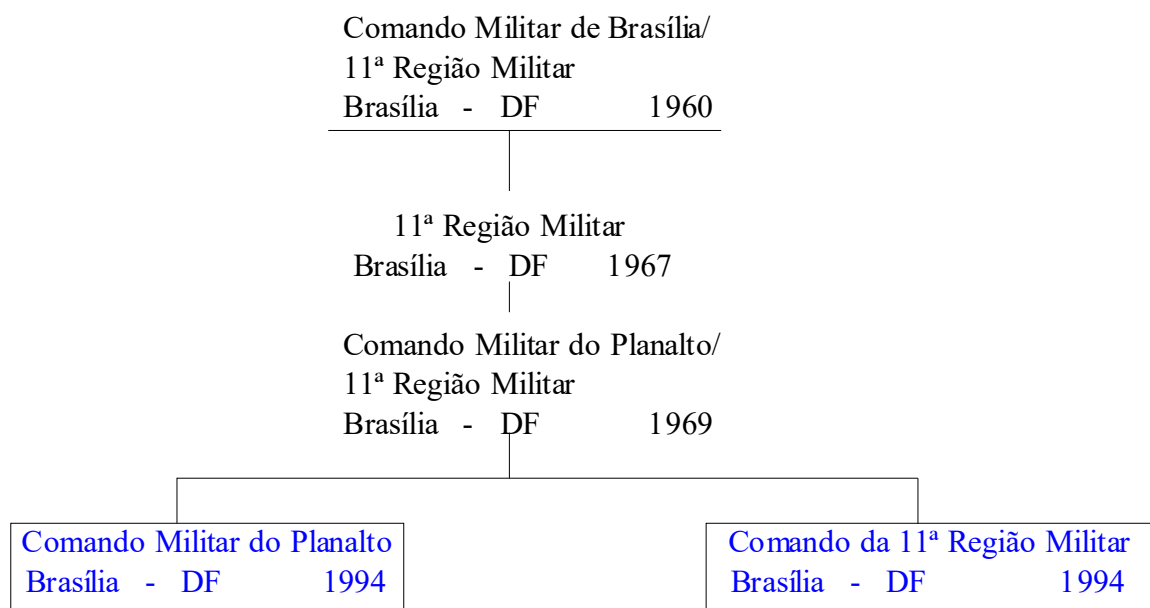 Comando Militar de Brasília/
11ª Região Militar
Brasília - DF 1960
11ª Região Militar
Brasília - DF 1967
Comando Militar do Planalto/
11ª Região Militar
Brasília - DF 1969
Comando Militar do Planalto
Brasília - DF 1994
Comando da 11ª Região Militar
Brasília - DF 1994